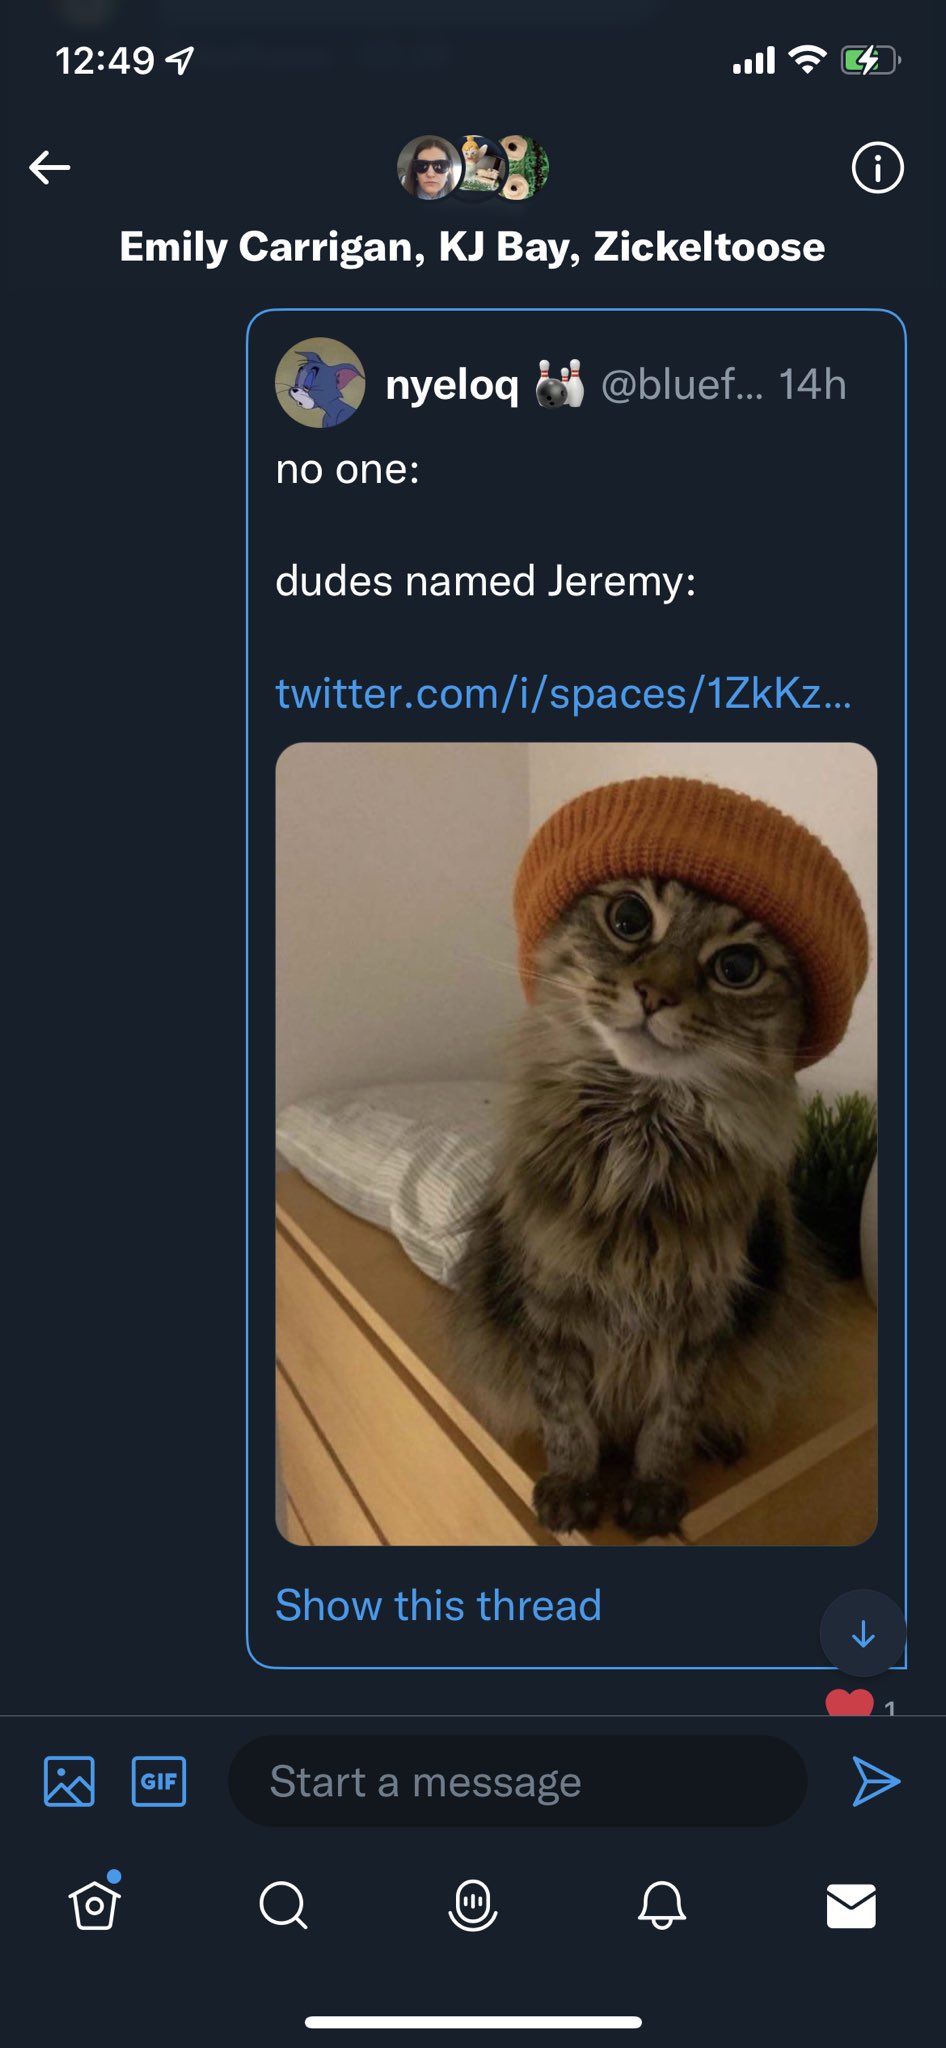 12:49
Emily Carrigan, KJ Bay, Zickeltoose
nyeloq 🎳 @bluef... 14h
no one:
dudes named Jeremy:
twitter.com/i/spaces/1ZkKz...
Show this thread
❤️ 1
GIF
Start a message